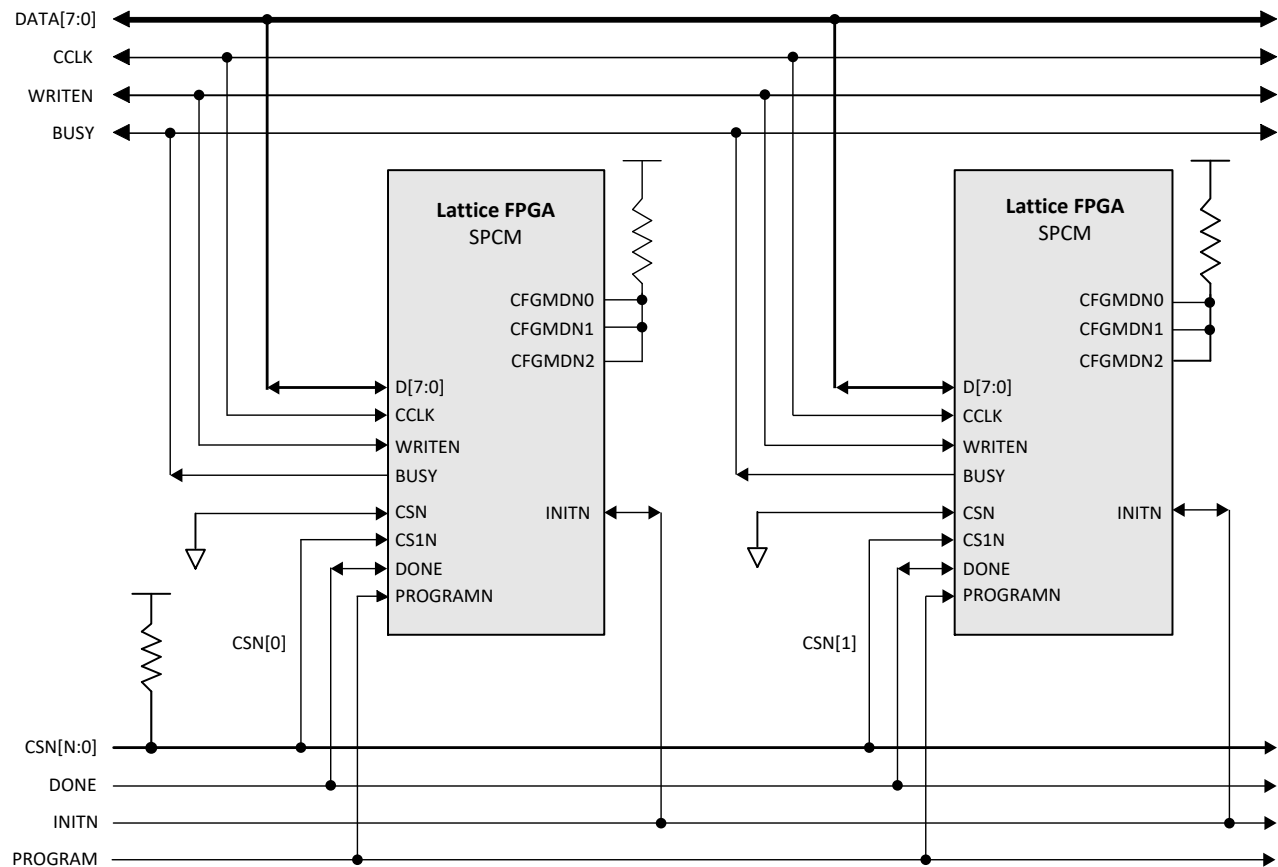 DATA[7:0]
CCLK
WRITEN
BUSY
Lattice FPGA
SPCM
CFGMDN0
CFGMDN1
CFGMDN2
D[7:0]
CCLK
WRITEN
BUSY
CSN
INITN
CS1N
DONE
PROGRAMN
CSN[0]
Lattice FPGA
SPCM
CFGMDN0
CFGMDN1
CFGMDN2
D[7:0]
CCLK
WRITEN
BUSY
CSN
INITN
CS1N
DONE
PROGRAMN
CSN[1]
CSN[N:0]
DONE
INITN
PROGRAM